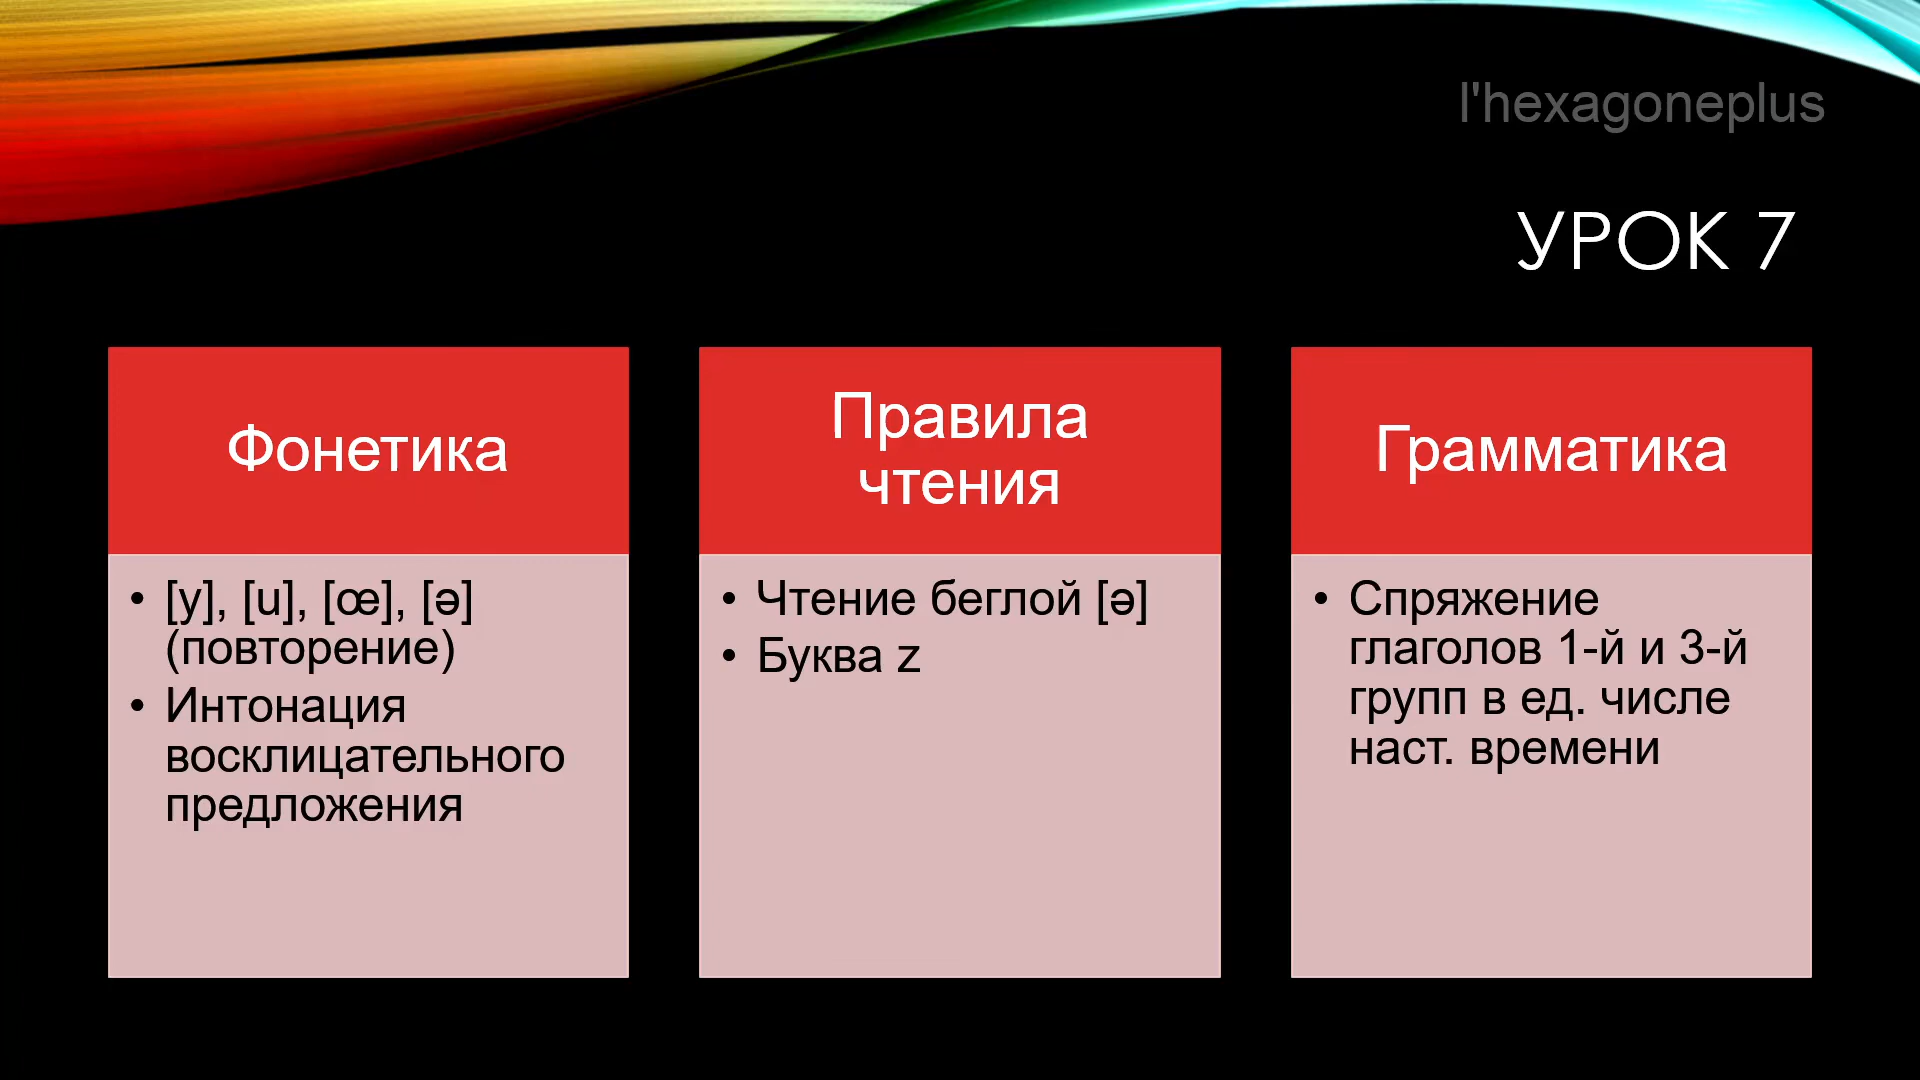 l'hexagoneplus
УРОК 7
Фонетика
• [y], [u], [œ], [ə]
(повторение)
• Интонация
восклицательного
предложения
Правила
чтения
• Чтение беглой [ə]
• Буква z
Грамматика
• Спряжение
глаголов 1-й и 3-й
групп в ед. числе
наст. времени